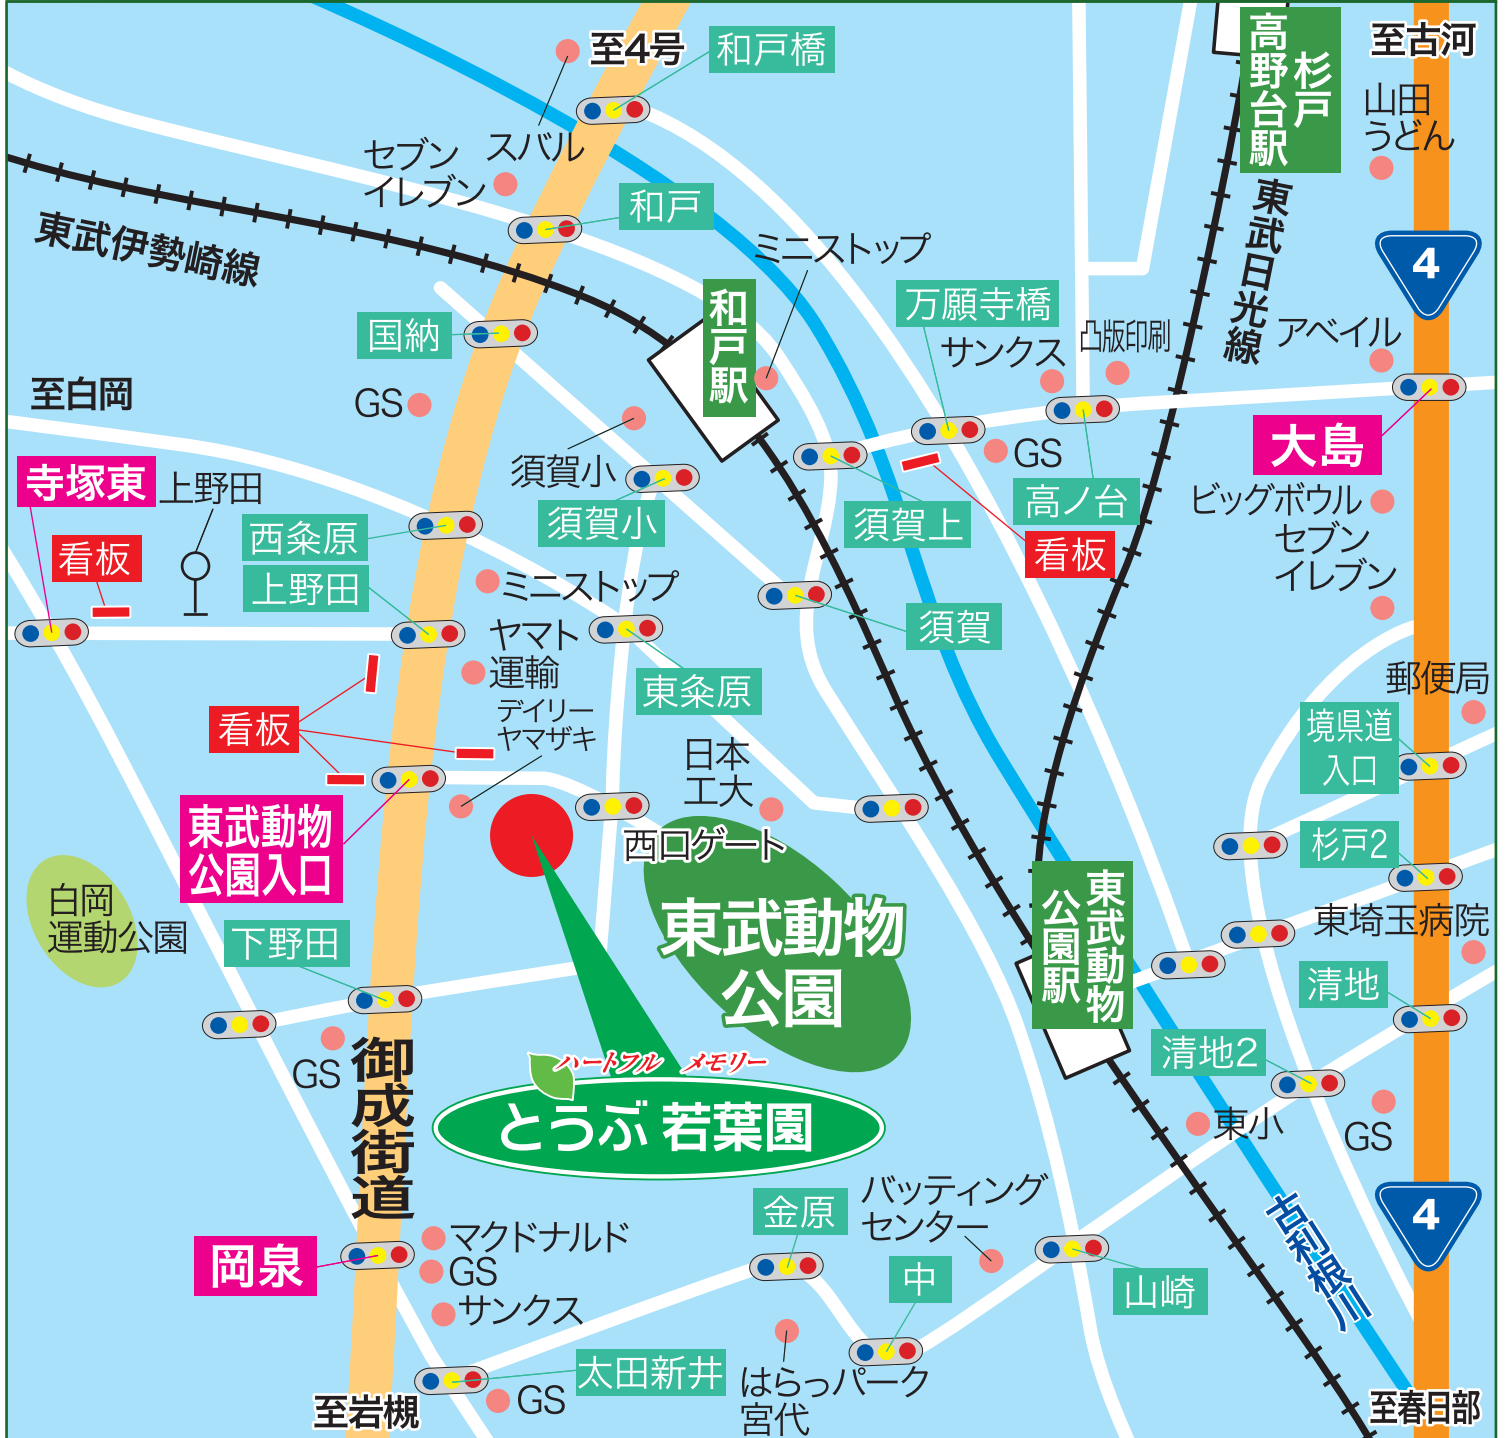 至4号
和戸橋
高野台駅
杉戸
至古河
山田
うどん
スバル
セブン
イレブン
和戸
東武伊勢崎線
東武日光線
ミニストップ
4
万願寺橋
サンクス
凸版印刷
アベイル
国納
和戸駅
至白岡
GS
大島
寺塚東
上野田
須賀小
GS
高ノ台
ビッグボウル
セブン
イレブン
看板
西粂原
須賀小
須賀上
看板
上野田
ミニストップ
須賀
ヤマト
運輸
東粂原
郵便局
看板
デイリー
ヤマザキ
日本
工大
境県道
入口
東武動物
公園入口
西口ゲート
杉戸2
白岡
運動公園
東武動物
公園
東武動物
公園駅
東埼玉病院
下野田
清地
GS
御成街道
ハートフル メモリー
とうぶ 若葉園
清地2
東小
GS
バッティング
センター
金原
古利根川
4
マクドナルド
GS
サンクス
岡泉
中
山崎
太田新井
GS
はらっパーク
宮代
至岩槻
至春日部